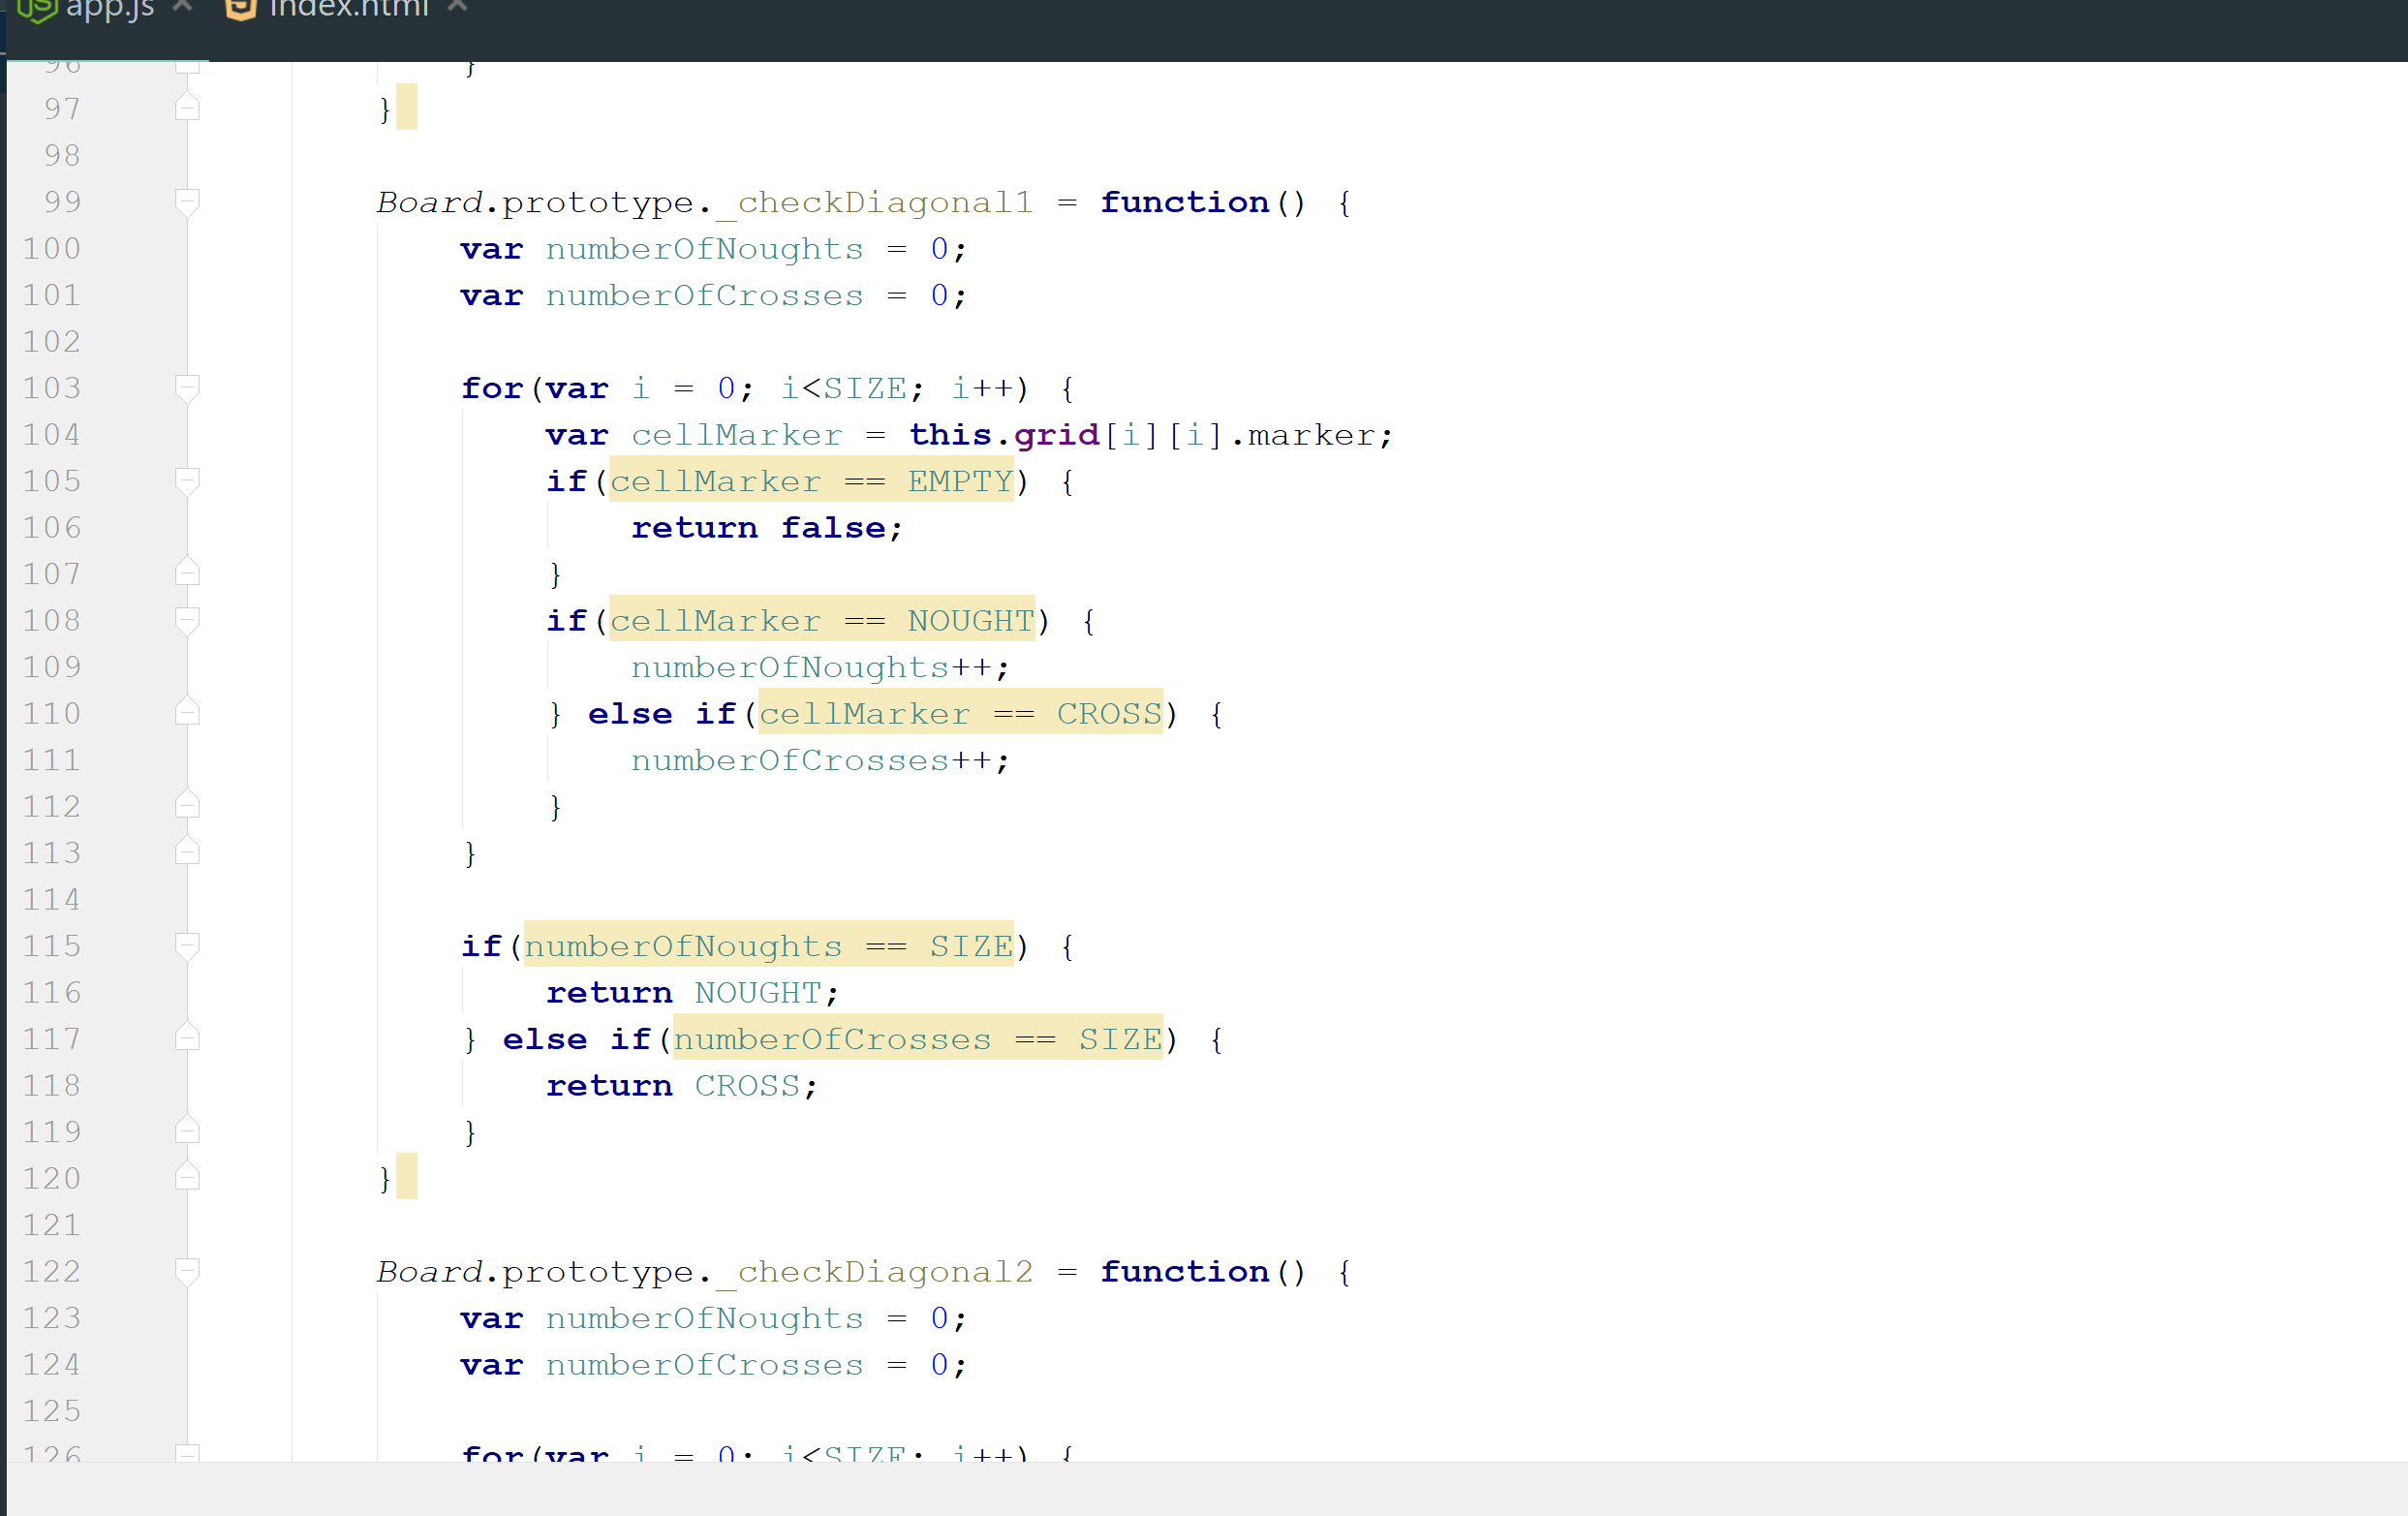 app.js × index.html ×
96 }
97 }
98
99 Board.prototype._checkDiagonal1 = function() {
100 var numberOfNoughts = 0;
101 var numberOfCrosses = 0;
102
103 for(var i = 0; i<SIZE; i++) {
104 var cellMarker = this.grid[i][i].marker;
105 if(cellMarker == EMPTY) {
106 return false;
107 }
108 if(cellMarker == NOUGHT) {
109 numberOfNoughts++;
110 } else if(cellMarker == CROSS) {
111 numberOfCrosses++;
112 }
113 }
114
115 if(numberOfNoughts == SIZE) {
116 return NOUGHT;
117 } else if(numberOfCrosses == SIZE) {
118 return CROSS;
119 }
120 }
121
122 Board.prototype._checkDiagonal2 = function() {
123 var numberOfNoughts = 0;
124 var numberOfCrosses = 0;
125
126 for(var i = 0; i<SIZE; i++) {